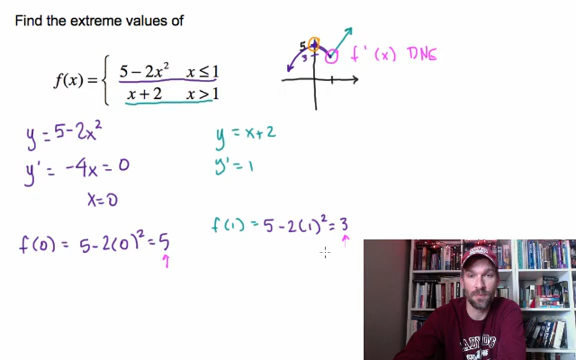 Find the extreme values of
f(x) = { 5 − 2x² x ≤ 1
x + 2 x > 1
5
3
f'(x) DNE
y = 5 - 2x²
y' = -4x = 0
x = 0
f(0) = 5 - 2(0)² = 5
y = x + 2
y' = 1
f(1) = 5 - 2(1)² = 3